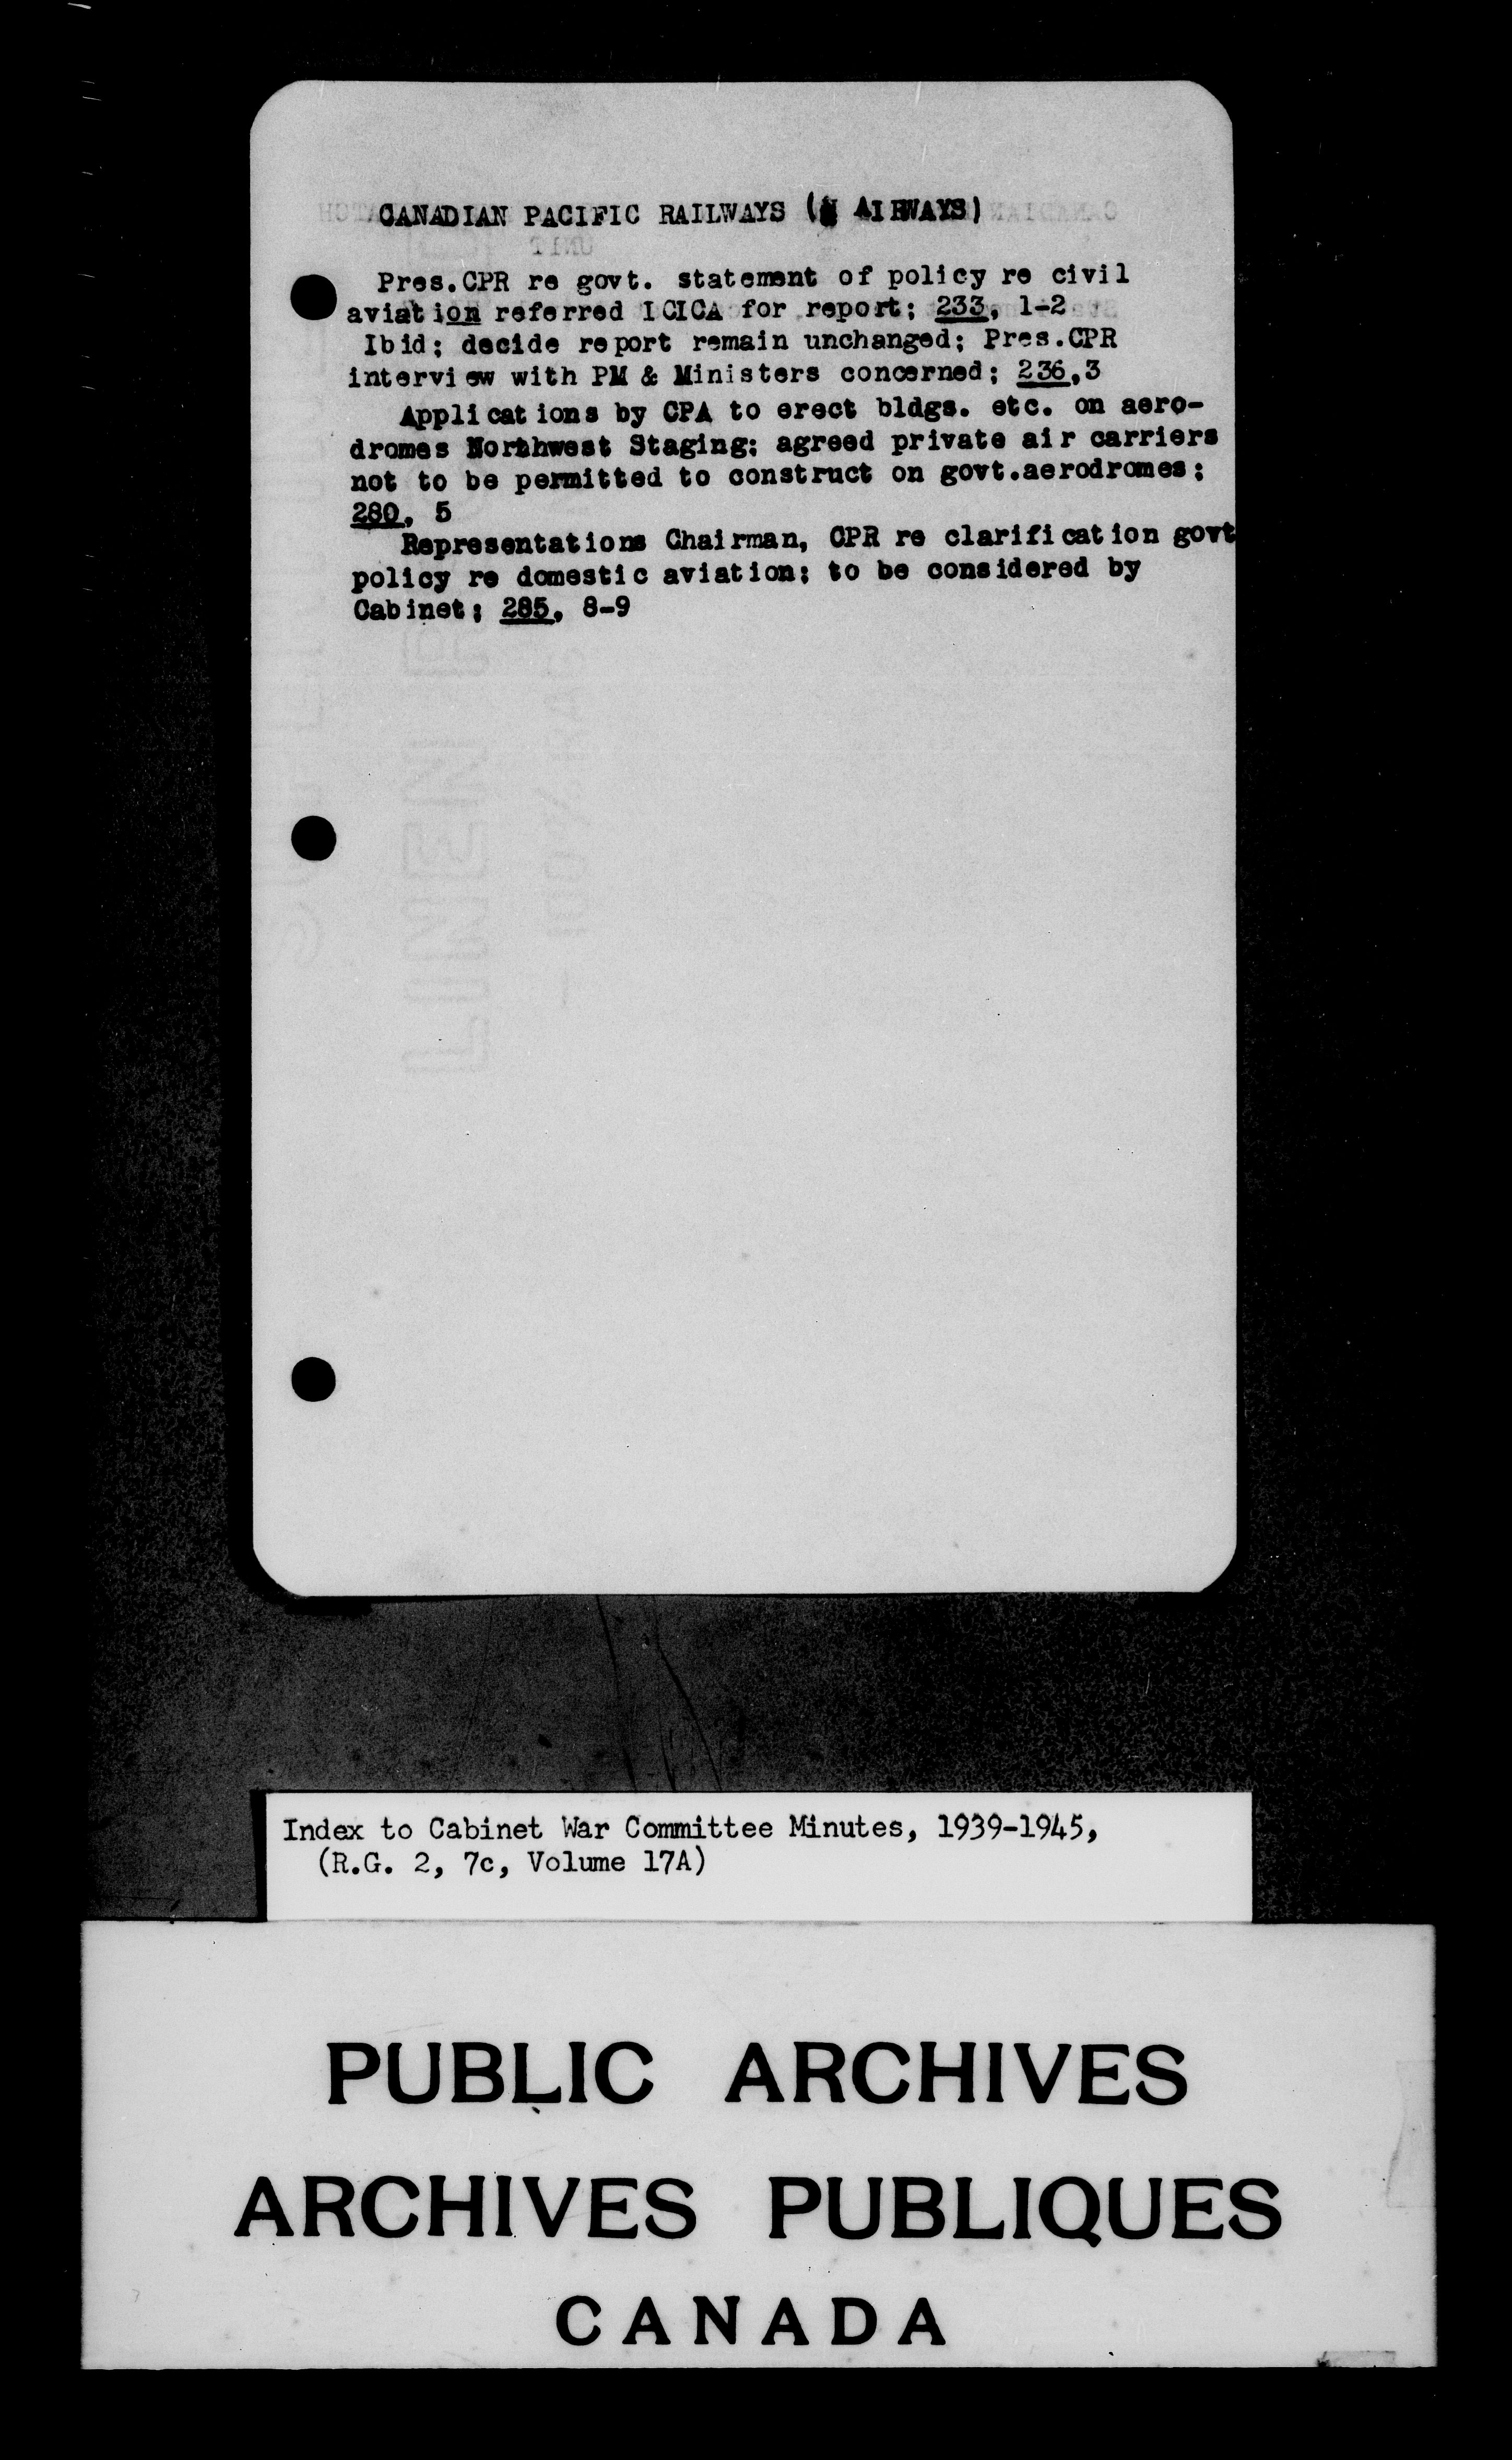 CANADIAN PACIFIC RAILWAYS ( AIRWAYS)
Pres.CPR re govt. statement of policy re civil
aviation referred ICICA for report; 233, 1-2
Ibid; decide report remain unchanged; Pres.CPR
interview with PM & Ministers concerned; 236,3
Applications by CPA to erect bldgs. etc. on aero-
dromes Northwest Staging; agreed private air carriers
not to be permitted to construct on govt.aerodromes;
280, 5
Representations Chairman, CPR re clarification govt
policy re domestic aviation; to be considered by
Cabinet; 285, 8-9
Index to Cabinet War Committee Minutes, 1939-1945,
(R.G. 2, 7c, Volume 17A)
PUBLIC ARCHIVES
ARCHIVES PUBLIQUES
CANADA